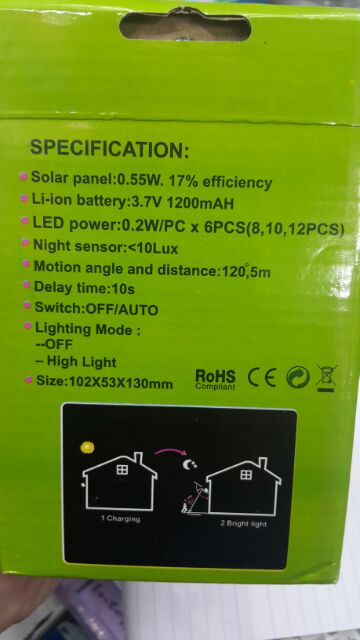 SPECIFICATION:
Solar panel:0.55W. 17% efficiency
Li-ion battery:3.7V 1200mAH
LED power:0.2W/PC x 6PCS(8,10,12PCS)
Night sensor:<10Lux
Motion angle and distance:120°,5m
Delay time:10s
Switch:OFF/AUTO
Lighting Mode :
--OFF
– High Light
Size:102X53X130mm
RoHS
Compliant
CE
1 Charging
2 Bright light